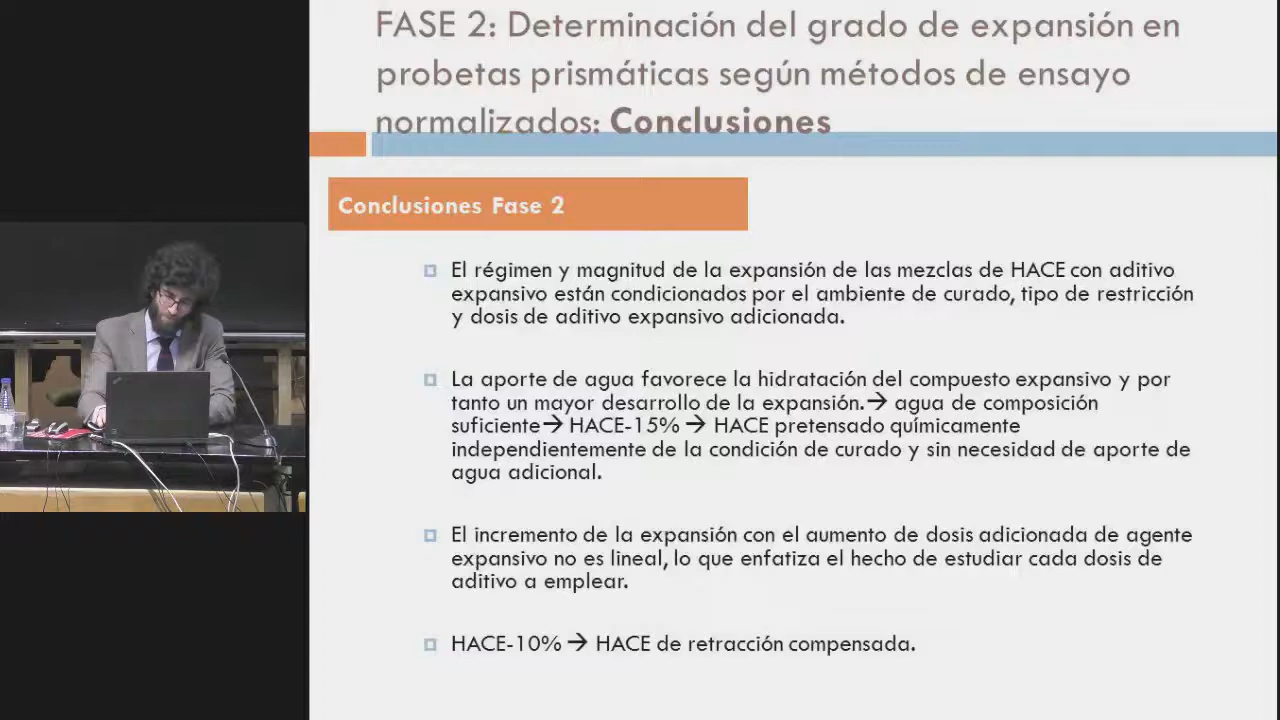 FASE 2: Determinación del grado de expansión en
probetas prismáticas según métodos de ensayo
normalizados: Conclusiones
Conclusiones Fase 2
El régimen y magnitud de la expansión de las mezclas de HACE con aditivo
expansivo están condicionados por el ambiente de curado, tipo de restricción
y dosis de aditivo expansivo adicionada.
La aporte de agua favorece la hidratación del compuesto expansivo y por
tanto un mayor desarrollo de la expansión.→ agua de composición
suficiente→ HACE-15% → HACE pretensado químicamente
independientemente de la condición de curado y sin necesidad de aporte de
agua adicional.
El incremento de la expansión con el aumento de dosis adicionada de agente
expansivo no es lineal, lo que enfatiza el hecho de estudiar cada dosis de
aditivo a emplear.
HACE-10% → HACE de retracción compensada.